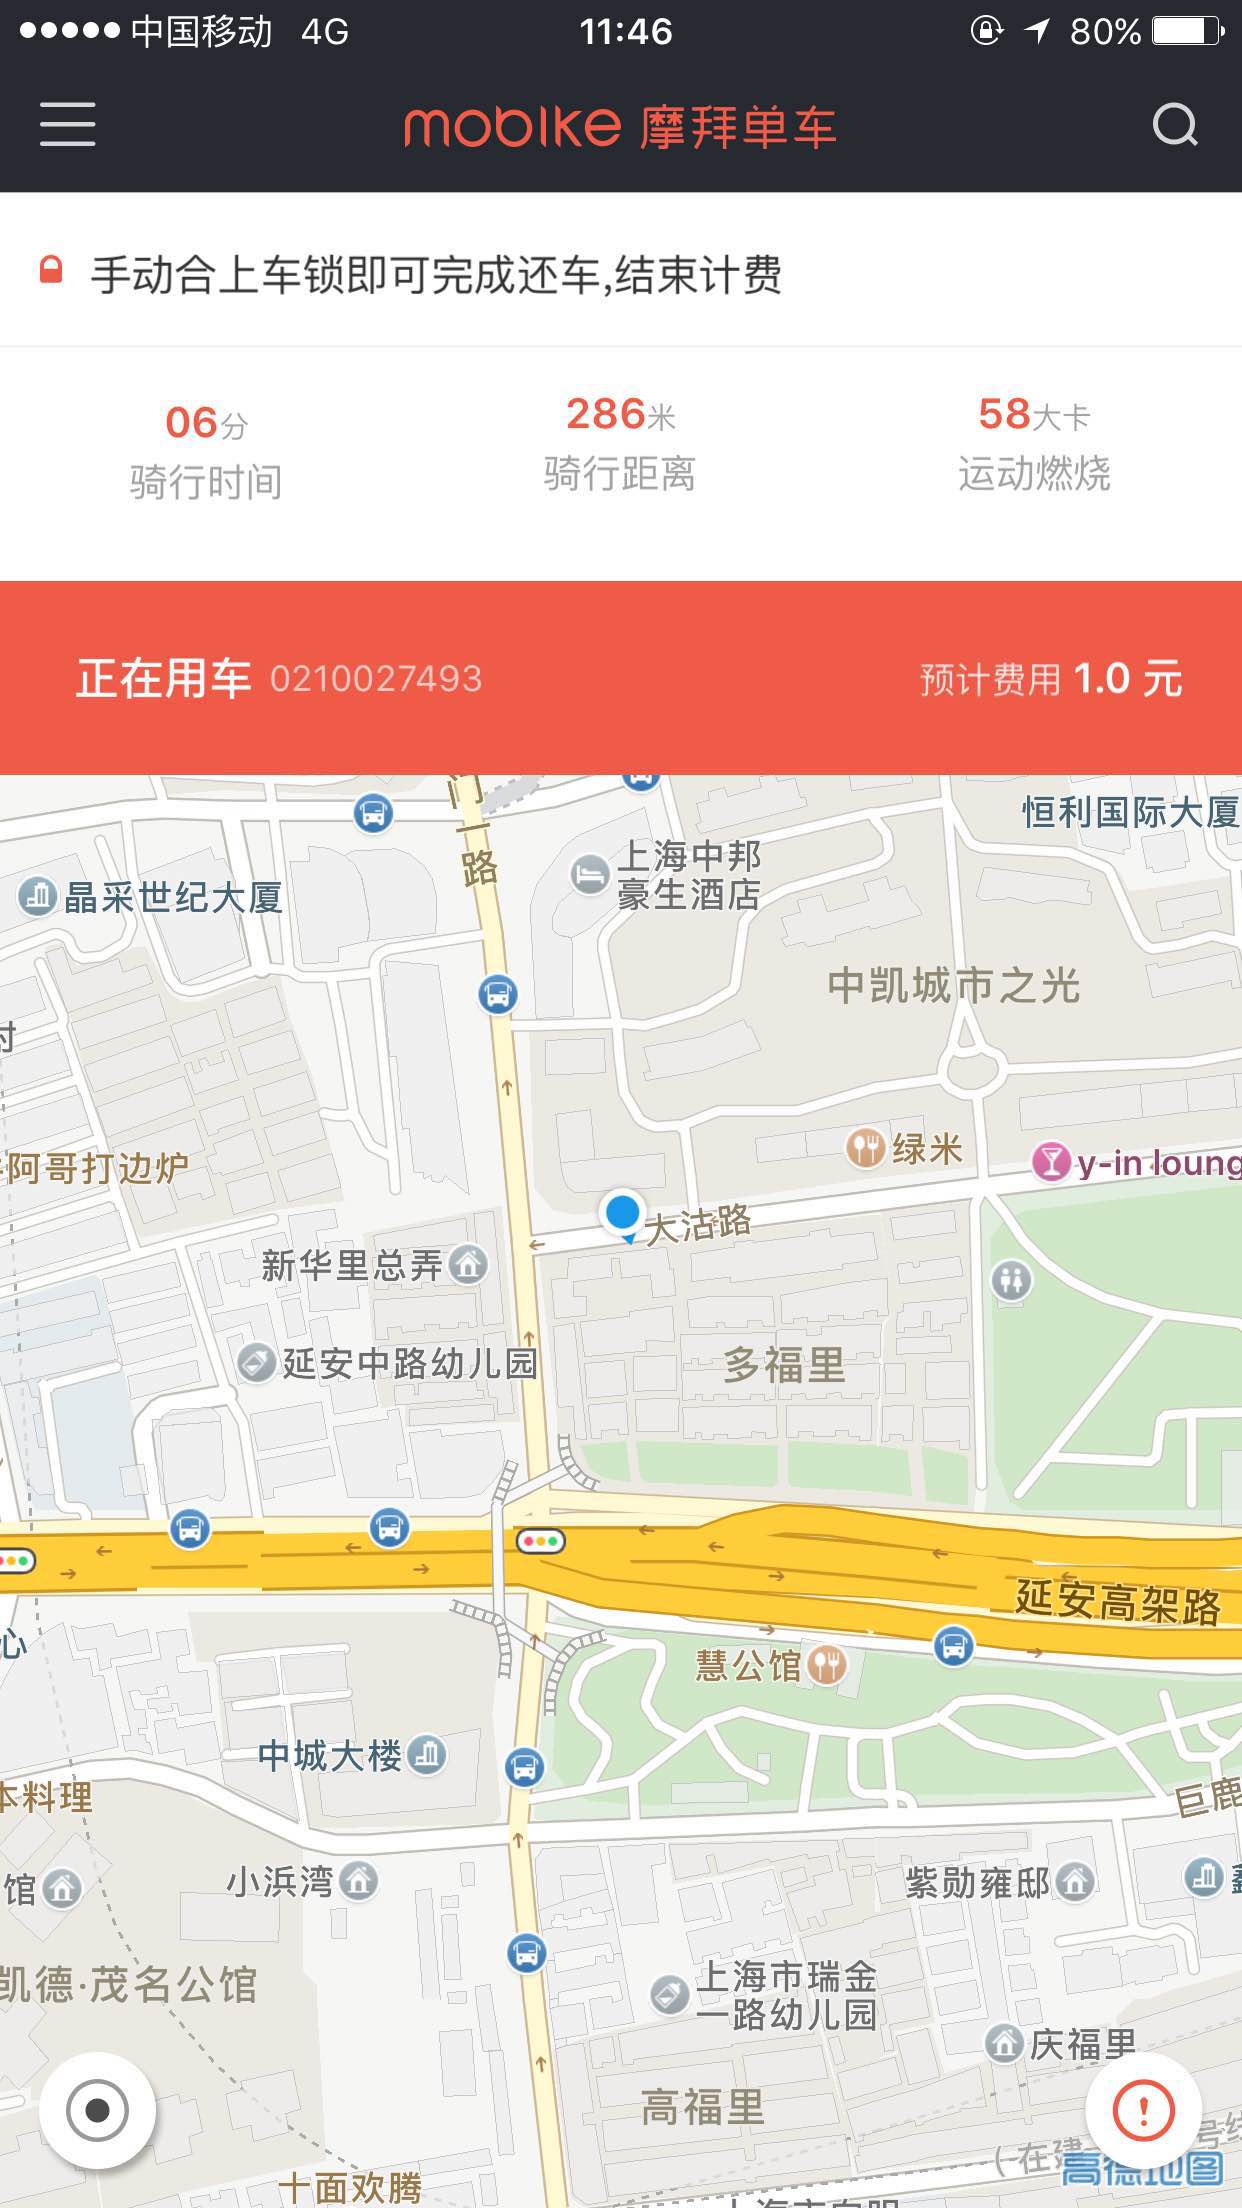 中国移动 4G 11:46 80%
mobike 摩拜单车
手动合上车锁即可完成还车,结束计费
06分 286米 58大卡
骑行时间 骑行距离 运动燃烧
正在用车 0210027493 预计费用 1.0 元
门一路
恒利国际大厦
上海中邦
豪生酒店
晶采世纪大厦
中凯城市之光
阿哥打边炉
绿米
y-in loung
大沽路
新华里总弄
延安中路幼儿园
多福里
延安高架路
心
慧公馆
中城大楼
本料理
巨鹿
小浜湾
馆
紫勋雍邸
凯德·茂名公馆
上海市瑞金
一路幼儿园
庆福里
高福里
(在建
号线
高德地图
十面欢腾